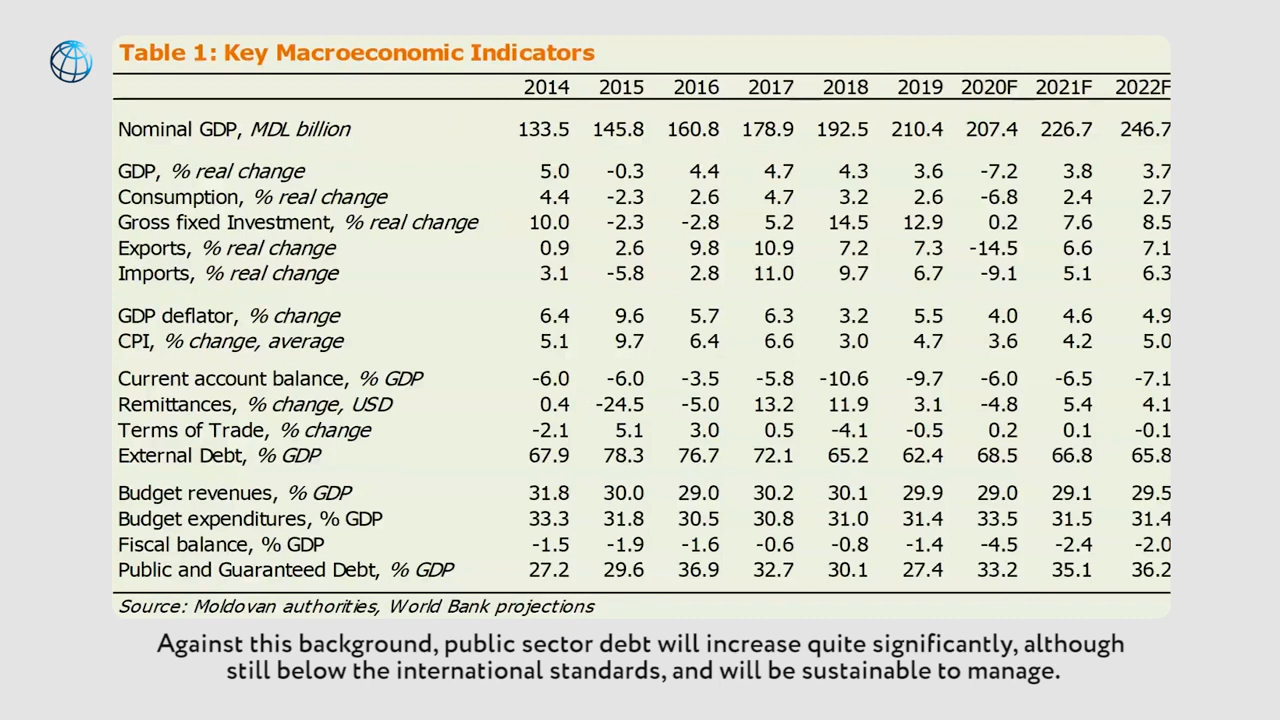 Table 1: Key Macroeconomic Indicators
2014 2015 2016 2017 2018 2019 2020F 2021F 2022F
Nominal GDP, MDL billion 133.5 145.8 160.8 178.9 192.5 210.4 207.4 226.7 246.7
GDP, % real change 5.0 -0.3 4.4 4.7 4.3 3.6 -7.2 3.8 3.7
Consumption, % real change 4.4 -2.3 2.6 4.7 3.2 2.6 -6.8 2.4 2.7
Gross fixed Investment, % real change 10.0 -2.3 -2.8 5.2 14.5 12.9 0.2 7.6 8.5
Exports, % real change 0.9 2.6 9.8 10.9 7.2 7.3 -14.5 6.6 7.1
Imports, % real change 3.1 -5.8 2.8 11.0 9.7 6.7 -9.1 5.1 6.3
GDP deflator, % change 6.4 9.6 5.7 6.3 3.2 5.5 4.0 4.6 4.9
CPI, % change, average 5.1 9.7 6.4 6.6 3.0 4.7 3.6 4.2 5.0
Current account balance, % GDP -6.0 -6.0 -3.5 -5.8 -10.6 -9.7 -6.0 -6.5 -7.1
Remittances, % change, USD 0.4 -24.5 -5.0 13.2 11.9 3.1 -4.8 5.4 4.1
Terms of Trade, % change -2.1 5.1 3.0 0.5 -4.1 -0.5 0.2 0.1 -0.1
External Debt, % GDP 67.9 78.3 76.7 72.1 65.2 62.4 68.5 66.8 65.8
Budget revenues, % GDP 31.8 30.0 29.0 30.2 30.1 29.9 29.0 29.1 29.5
Budget expenditures, % GDP 33.3 31.8 30.5 30.8 31.0 31.4 33.5 31.5 31.4
Fiscal balance, % GDP -1.5 -1.9 -1.6 -0.6 -0.8 -1.4 -4.5 -2.4 -2.0
Public and Guaranteed Debt, % GDP 27.2 29.6 36.9 32.7 30.1 27.4 33.2 35.1 36.2
Source: Moldovan authorities, World Bank projections
Against this background, public sector debt will increase quite significantly, although
still below the international standards, and will be sustainable to manage.